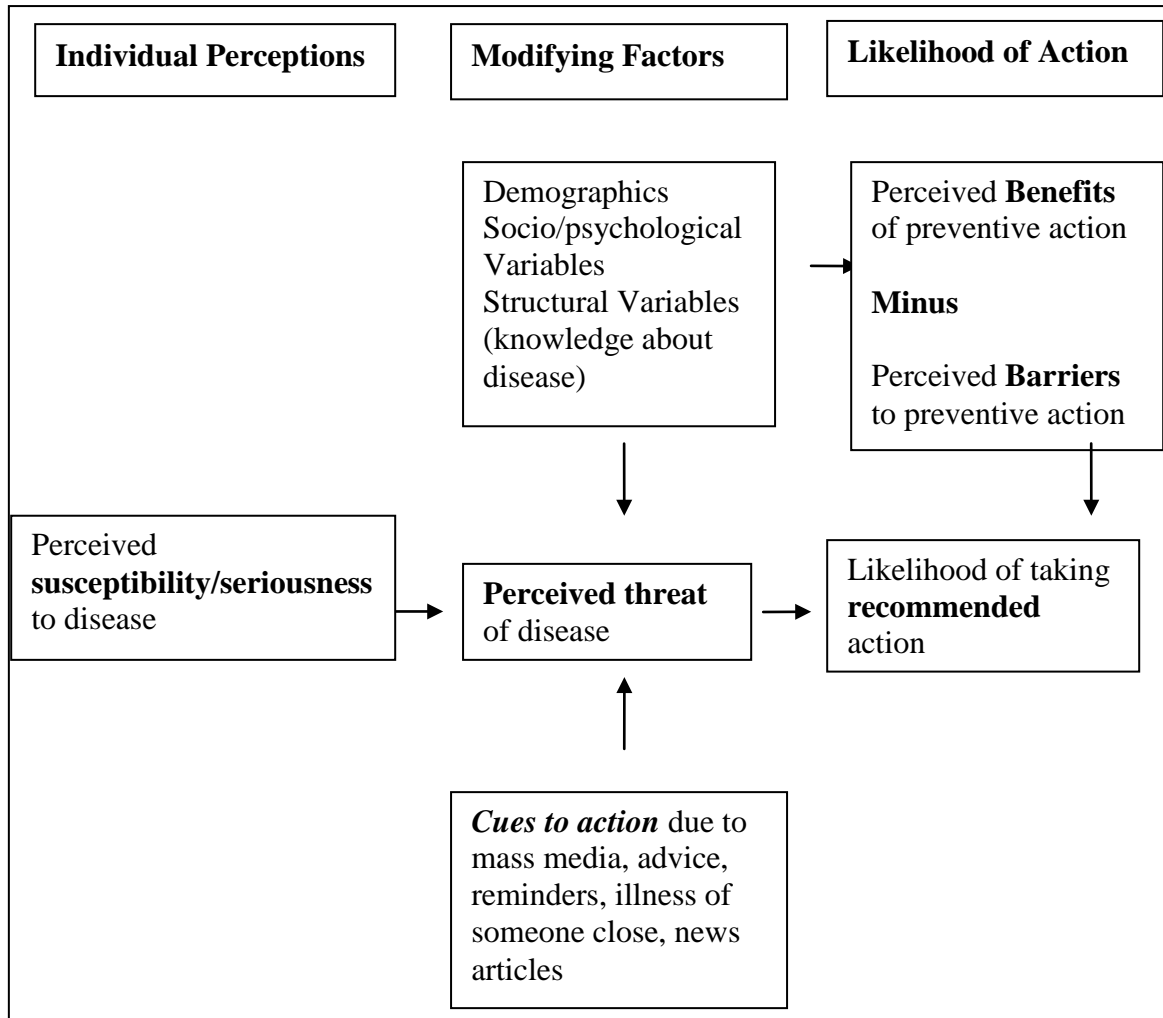 Individual Perceptions
Modifying Factors
Likelihood of Action
Demographics
Socio/psychological
Variables
Structural Variables
(knowledge about
disease)
Perceived Benefits
of preventive action
Minus
Perceived Barriers
to preventive action
Perceived
susceptibility/seriousness
to disease
Perceived threat
of disease
Likelihood of taking
recommended
action
Cues to action due to
mass media, advice,
reminders, illness of
someone close, news
articles